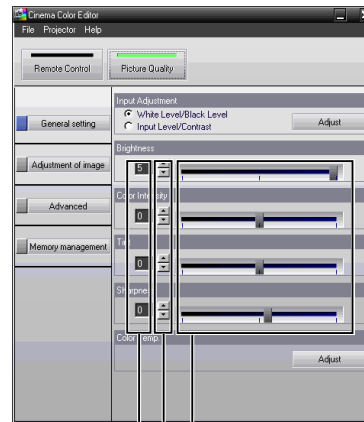 Cinema Color Editor
File Projector Help
Remote Control
Picture Quality
General setting
Adjustment of image
Advanced
Memory management
Input Adjustment
White Level/Black Level
Input Level/Contrast
Adjust
Brightness
5
Color Intensity
0
Tint
0
Sharpness
0
Color Temp.
Adjust